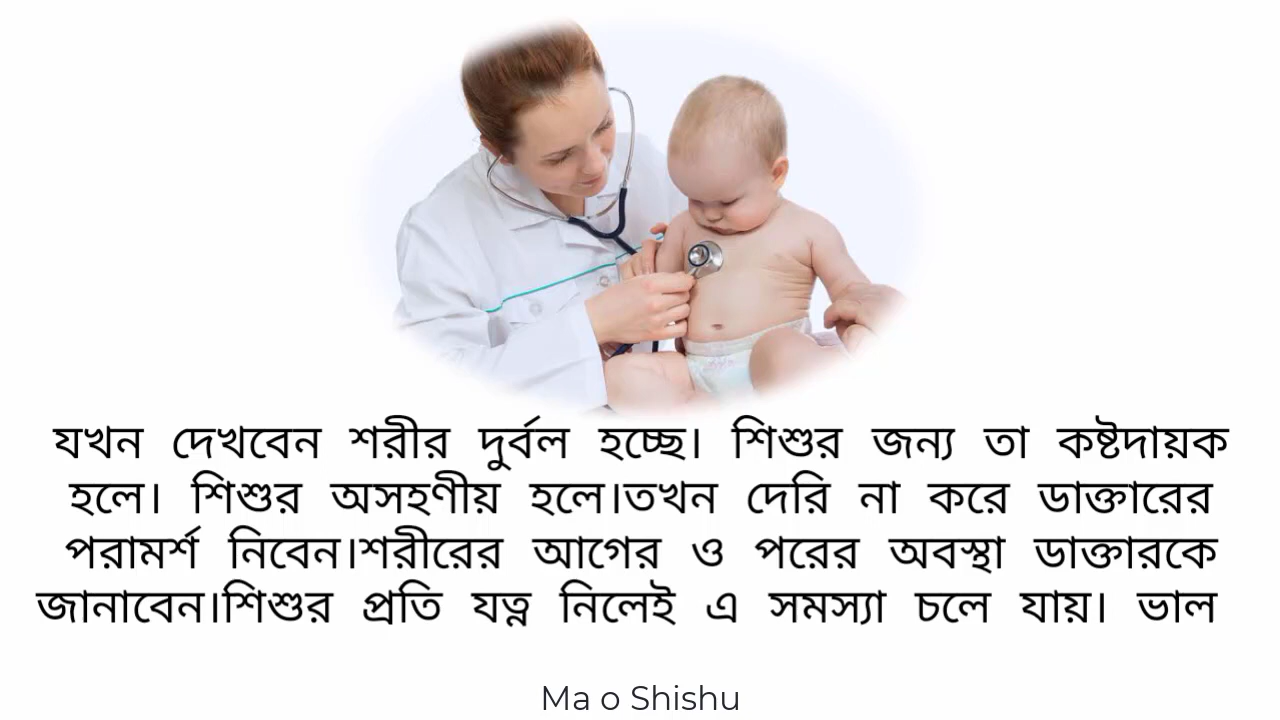 যখন দেখবেন শরীর দুর্বল হচ্ছে। শিশুর জন্য তা কষ্টদায়ক
হলে। শিশুর অসহণীয় হলে।তখন দেরি না করে ডাক্তারের
পরামর্শ নিবেন।শরীরের আগের ও পরের অবস্থা ডাক্তারকে
জানাবেন।শিশুর প্রতি যত্ন নিলেই এ সমস্যা চলে যায়। ভাল
Ma o Shishu